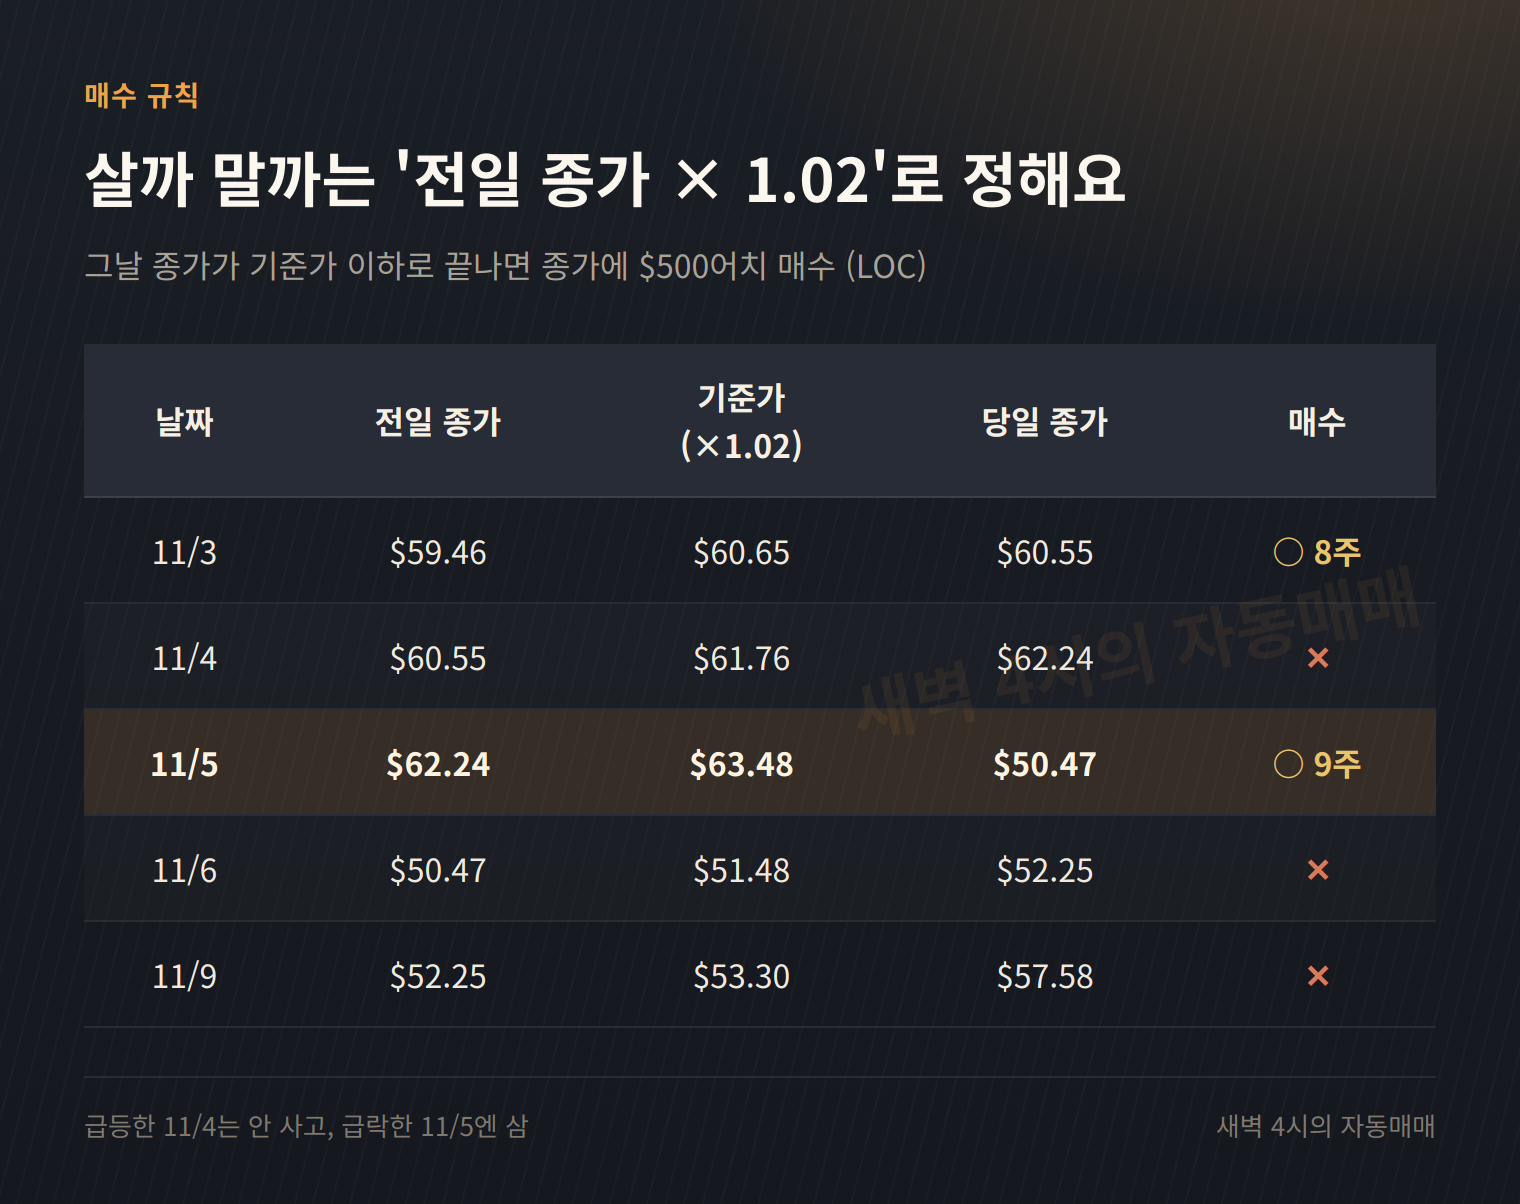 매수 규칙
살까 말까는 '전일 종가 × 1.02'로 정해요
그날 종가가 기준가 이하로 끝나면 종가에 $500어치 매수 (LOC)
날짜 전일 종가 기준가 (×1.02) 당일 종가 매수
11/3 $59.46 $60.65 $60.55 ○ 8주
11/4 $60.55 $61.76 $62.24 ×
11/5 $62.24 $63.48 $50.47 ○ 9주
11/6 $50.47 $51.48 $52.25 ×
11/9 $52.25 $53.30 $57.58 ×
새벽 4시의 자동매매
급등한 11/4는 안 사고, 급락한 11/5엔 삼
새벽 4시의 자동매매